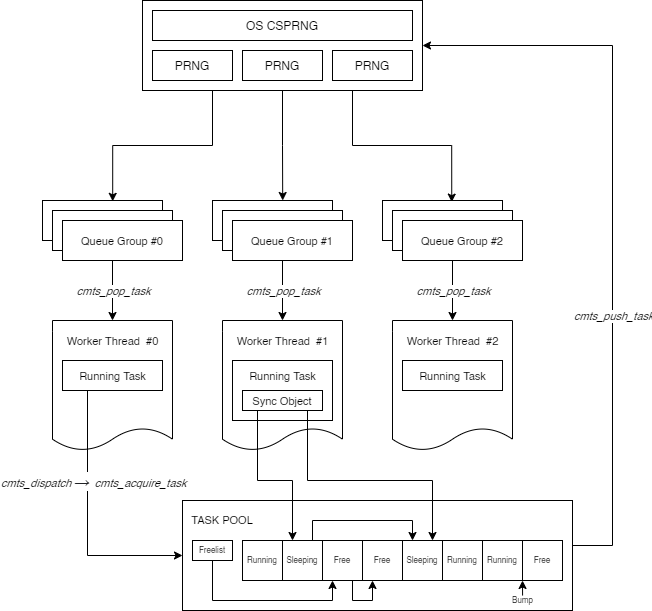 OS CSPRNG
PRNG
PRNG
PRNG
Queue Group #0
Queue Group #1
Queue Group #2
cmts_pop_task
cmts_pop_task
cmts_pop_task
cmts_push_task
Worker Thread #0
Worker Thread #1
Worker Thread #2
Running Task
Running Task
Running Task
Sync Object
cmts_dispatch → cmts_acquire_task
TASK POOL
Freelist
Running
Sleeping
Free
Free
Sleeping
Running
Running
Free
Bump